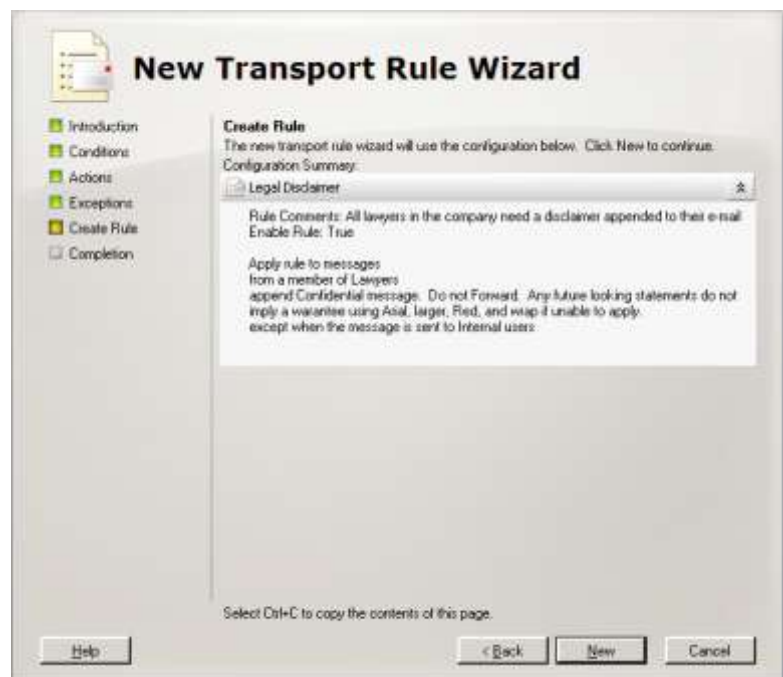 New Transport Rule Wizard
Introduction
Conditions
Actions
Exceptions
Create Rule
Completion
Create Rule
The new transport rule wizard will use the configuration below. Click New to continue.
Configuration Summary:
Legal Disclaimer
Rule Comments: All lawyers in the company need a disclaimer appended to their e-mail
Enable Rule: True
Apply rule to messages
from a member of Lawyers
append Confidential message. Do not Forward. Any future looking statements do not
imply a warantee using Arial, larger, Red, and wrap if unable to apply.
except when the message is sent to Internal users
Select Ctrl+C to copy the contents of this page.
Help
< Back
New
Cancel